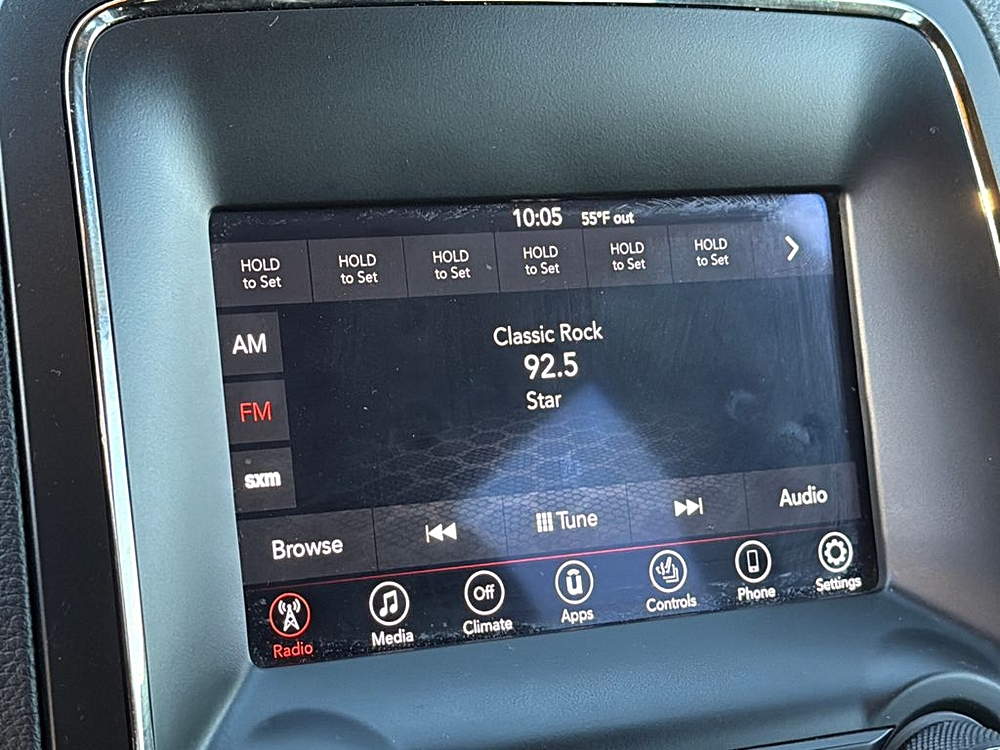 10:05 55°F out
HOLD to Set
HOLD to Set
HOLD to Set
HOLD to Set
HOLD to Set
HOLD to Set
AM
FM
sxm
Classic Rock
92.5
Star
Browse Tune Audio
Radio Media Off Climate Apps Controls Phone Settings